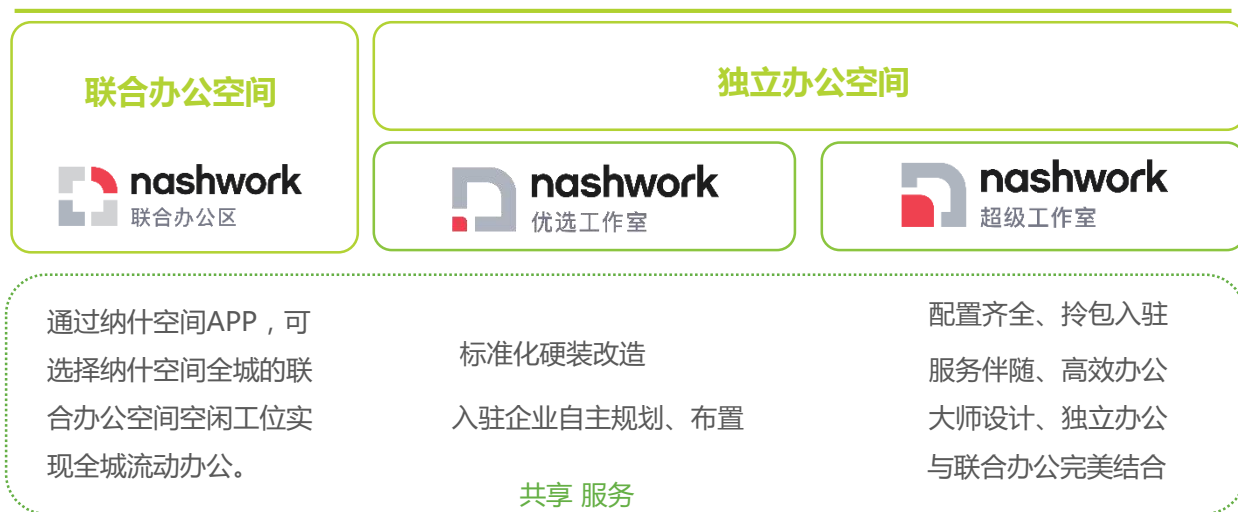 联合办公空间
独立办公空间
nashwork
联合办公区
nashwork
优选工作室
nashwork
超级工作室
通过纳什空间APP，可
选择纳什空间全城的联
合办公空间空闲工位实
现全城流动办公。
标准化硬装改造
入驻企业自主规划、布置
配置齐全、拎包入驻
服务伴随、高效办公
大师设计、独立办公
与联合办公完美结合
共享 服务